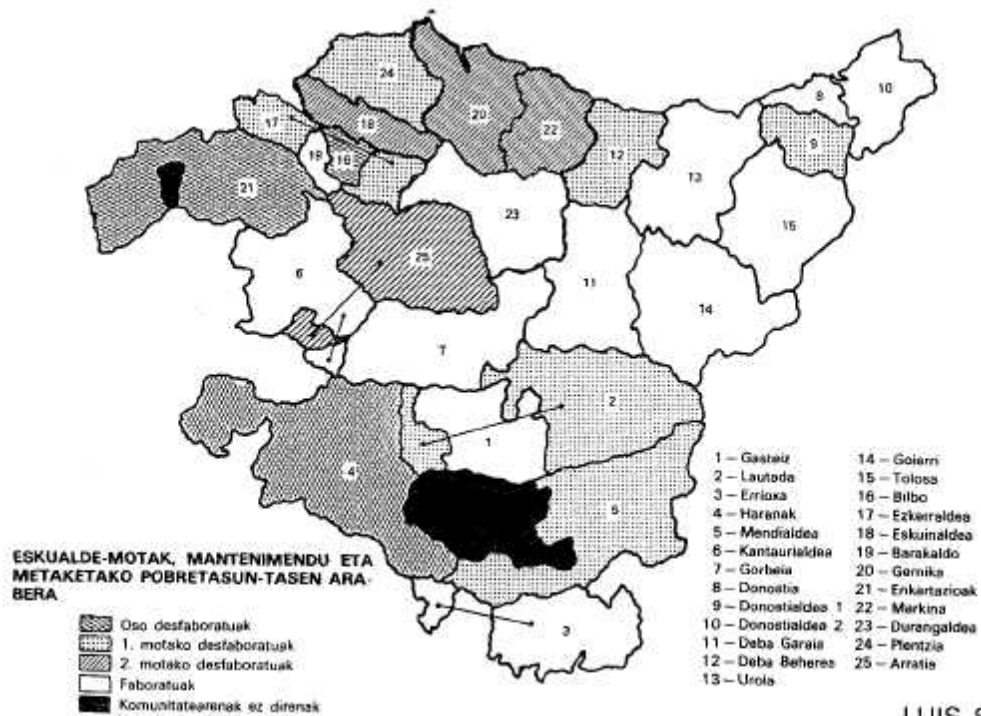 24
10
8
20
17
18
22
9
12
19
16
13
21
23
15
25
6
11
14
7
2
1
4
5
3
ESKUALDE-MOTAK, MANTENIMENDU ETA
METAKETAKO POBRETASUN-TASEN ARA-
BERA
Oso desfaboratuak
1. motako desfaboratuak
2. motako desfaboratuak
Faboratuak
Komunitatearenak ez direnak
1 – Gasteiz
2 – Lautada
3 – Errioxa
4 – Haranak
5 – Mendialdea
6 – Kantaurialdea
7 – Gorbeia
8 – Donostia
9 – Donostialdea 1
10 – Donostialdea 2
11 – Deba Garaia
12 – Deba Beherea
13 – Urola
14 – Goierri
15 – Tolosa
16 – Bilbo
17 – Ezkerraldea
18 – Eskuinaldea
19 – Barakaldo
20 – Gernika
21 – Enkartazioak
22 – Markina
23 – Durangaldea
24 – Plentzia
25 – Arratia
LUIS